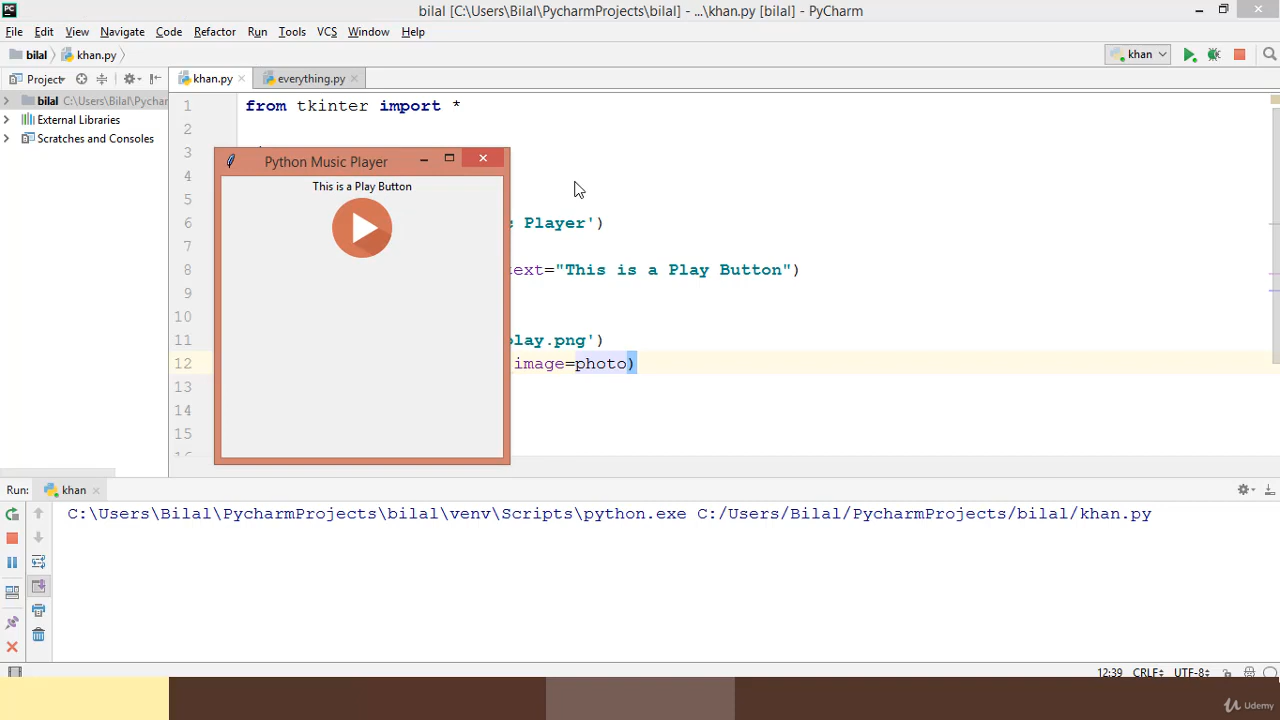 PC
bilal [C:\Users\Bilal\PycharmProjects\bilal] - ...\khan.py [bilal] - PyCharm
File Edit View Navigate Code Refactor Run Tools VCS Window Help
bilal khan.py
khan
Project
khan.py
everything.py
bilal C:\Users\Bilal\Pychar
External Libraries
Scratches and Consoles
1 from tkinter import *
2
3
4
5
6 Player')
7
8 text="This is a Play Button")
9
10
11 play.png')
12 image=photo)
13
14
15
16
Python Music Player
This is a Play Button
Run: khan
C:\Users\Bilal\PycharmProjects\bilal\venv\Scripts\python.exe C:/Users/Bilal/PycharmProjects/bilal/khan.py
12:39 CRLF UTF-8
Udemy